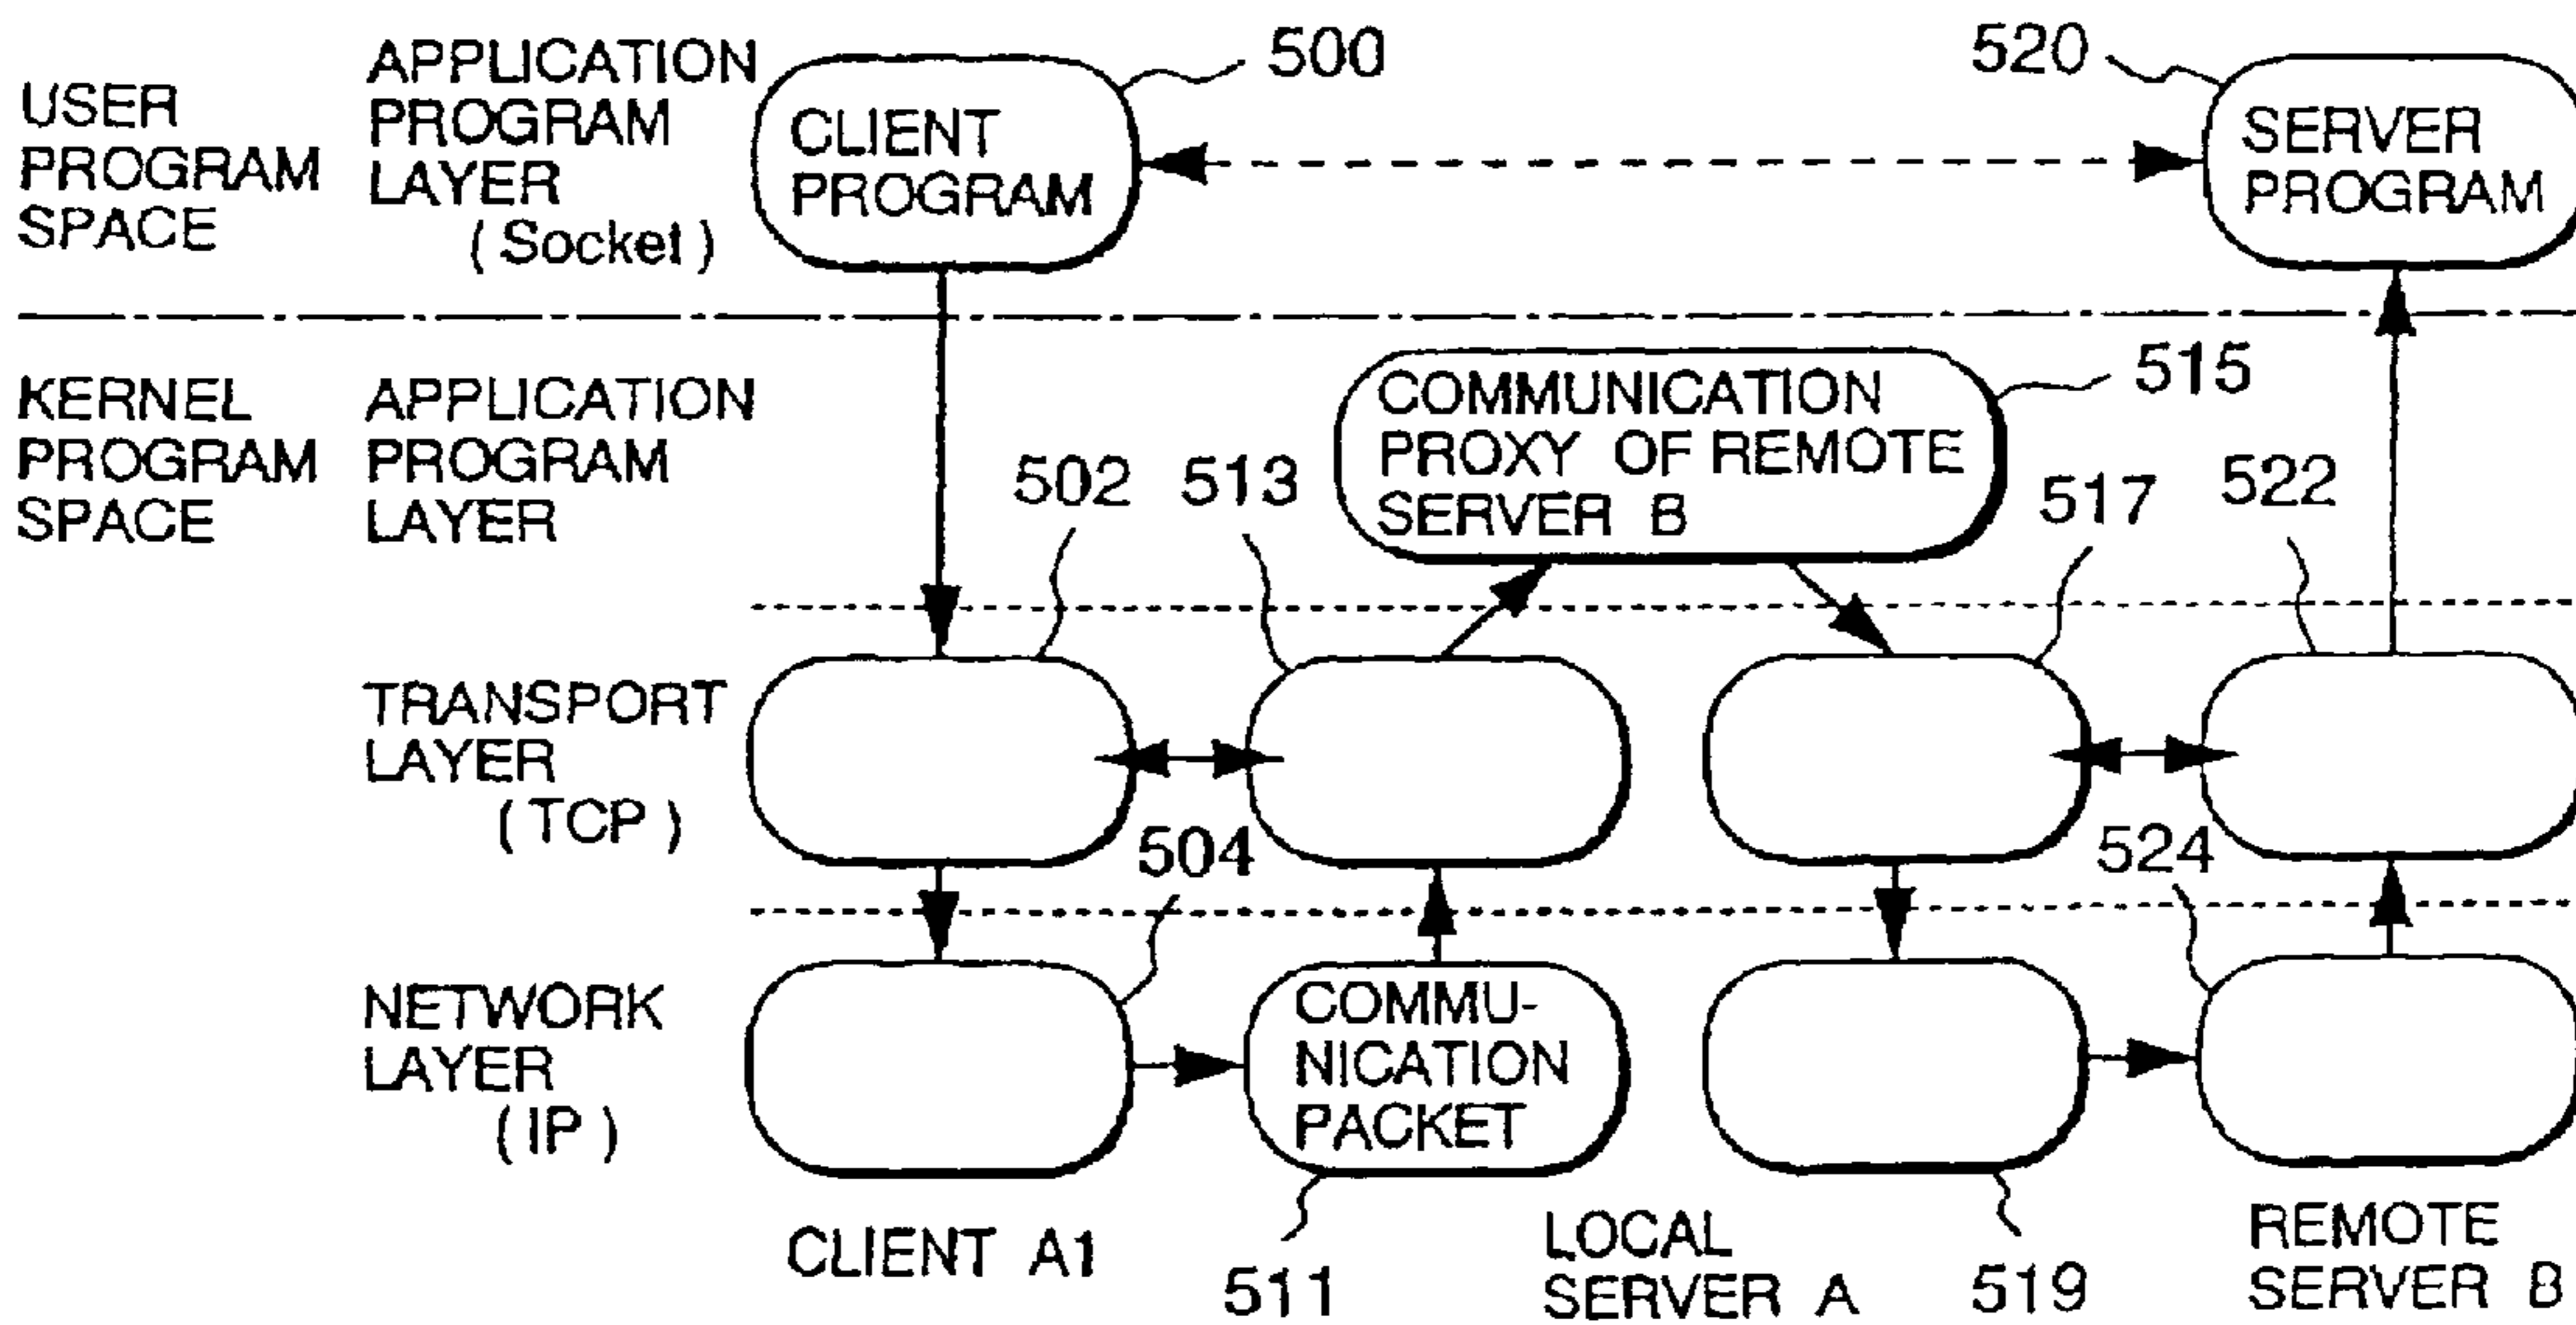 USER
PROGRAM
SPACE
APPLICATION
PROGRAM
LAYER
( Socket )
CLIENT
PROGRAM
500
520
SERVER
PROGRAM
KERNEL
PROGRAM
SPACE
APPLICATION
PROGRAM
LAYER
502
513
COMMUNICATION
PROXY OF REMOTE
SERVER B
515
517
522
TRANSPORT
LAYER
( TCP )
504
524
NETWORK
LAYER
( IP )
COMMU-
NICATION
PACKET
CLIENT A1
511
LOCAL
SERVER A
519
REMOTE
SERVER B